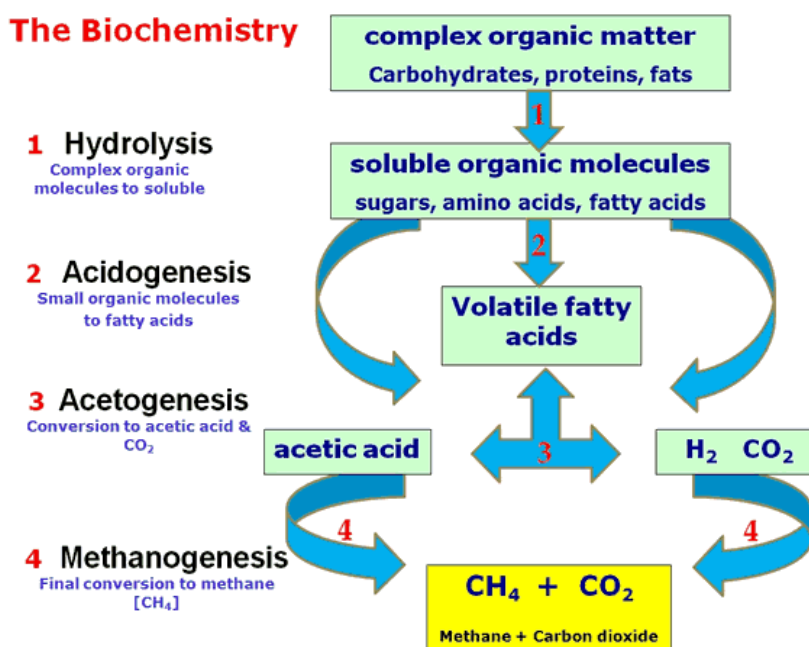 The Biochemistry
complex organic matter
Carbohydrates, proteins, fats
1
1 Hydrolysis
Complex organic
molecules to soluble
soluble organic molecules
sugars, amino acids, fatty acids
2
2 Acidogenesis
Small organic molecules
to fatty acids
Volatile fatty
acids
3 Acetogenesis
Conversion to acetic acid &
CO₂
acetic acid
3
H₂ CO₂
4
4
4 Methanogenesis
Final conversion to methane
[CH₄]
CH₄ + CO₂
Methane + Carbon dioxide